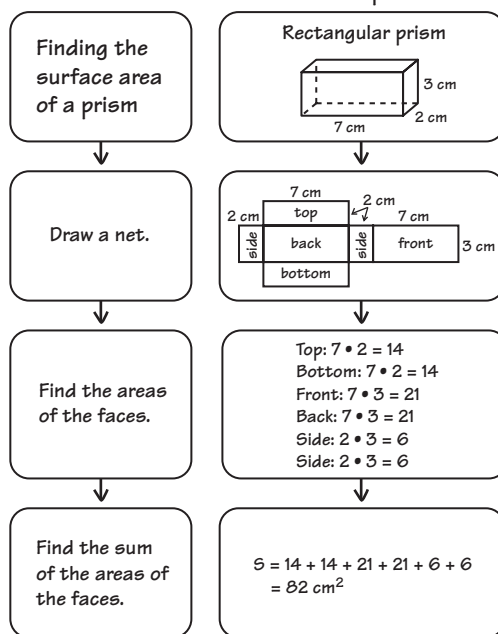 Finding the
surface area
of a prism
Rectangular prism
3 cm
2 cm
7 cm
Draw a net.
7 cm
2 cm
2 cm
top
7 cm
side
back
side
front
3 cm
bottom
Find the areas
of the faces.
Top: 7 • 2 = 14
Bottom: 7 • 2 = 14
Front: 7 • 3 = 21
Back: 7 • 3 = 21
Side: 2 • 3 = 6
Side: 2 • 3 = 6
Find the sum
of the areas of
the faces.
S = 14 + 14 + 21 + 21 + 6 + 6
= 82 cm²